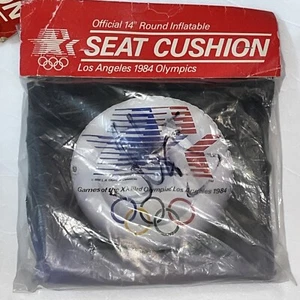 Official 14" Round Inflatable
SEAT CUSHION
Los Angeles 1984 Olympics
Games of the XXIIIrd Olympiad Los Angeles 1984